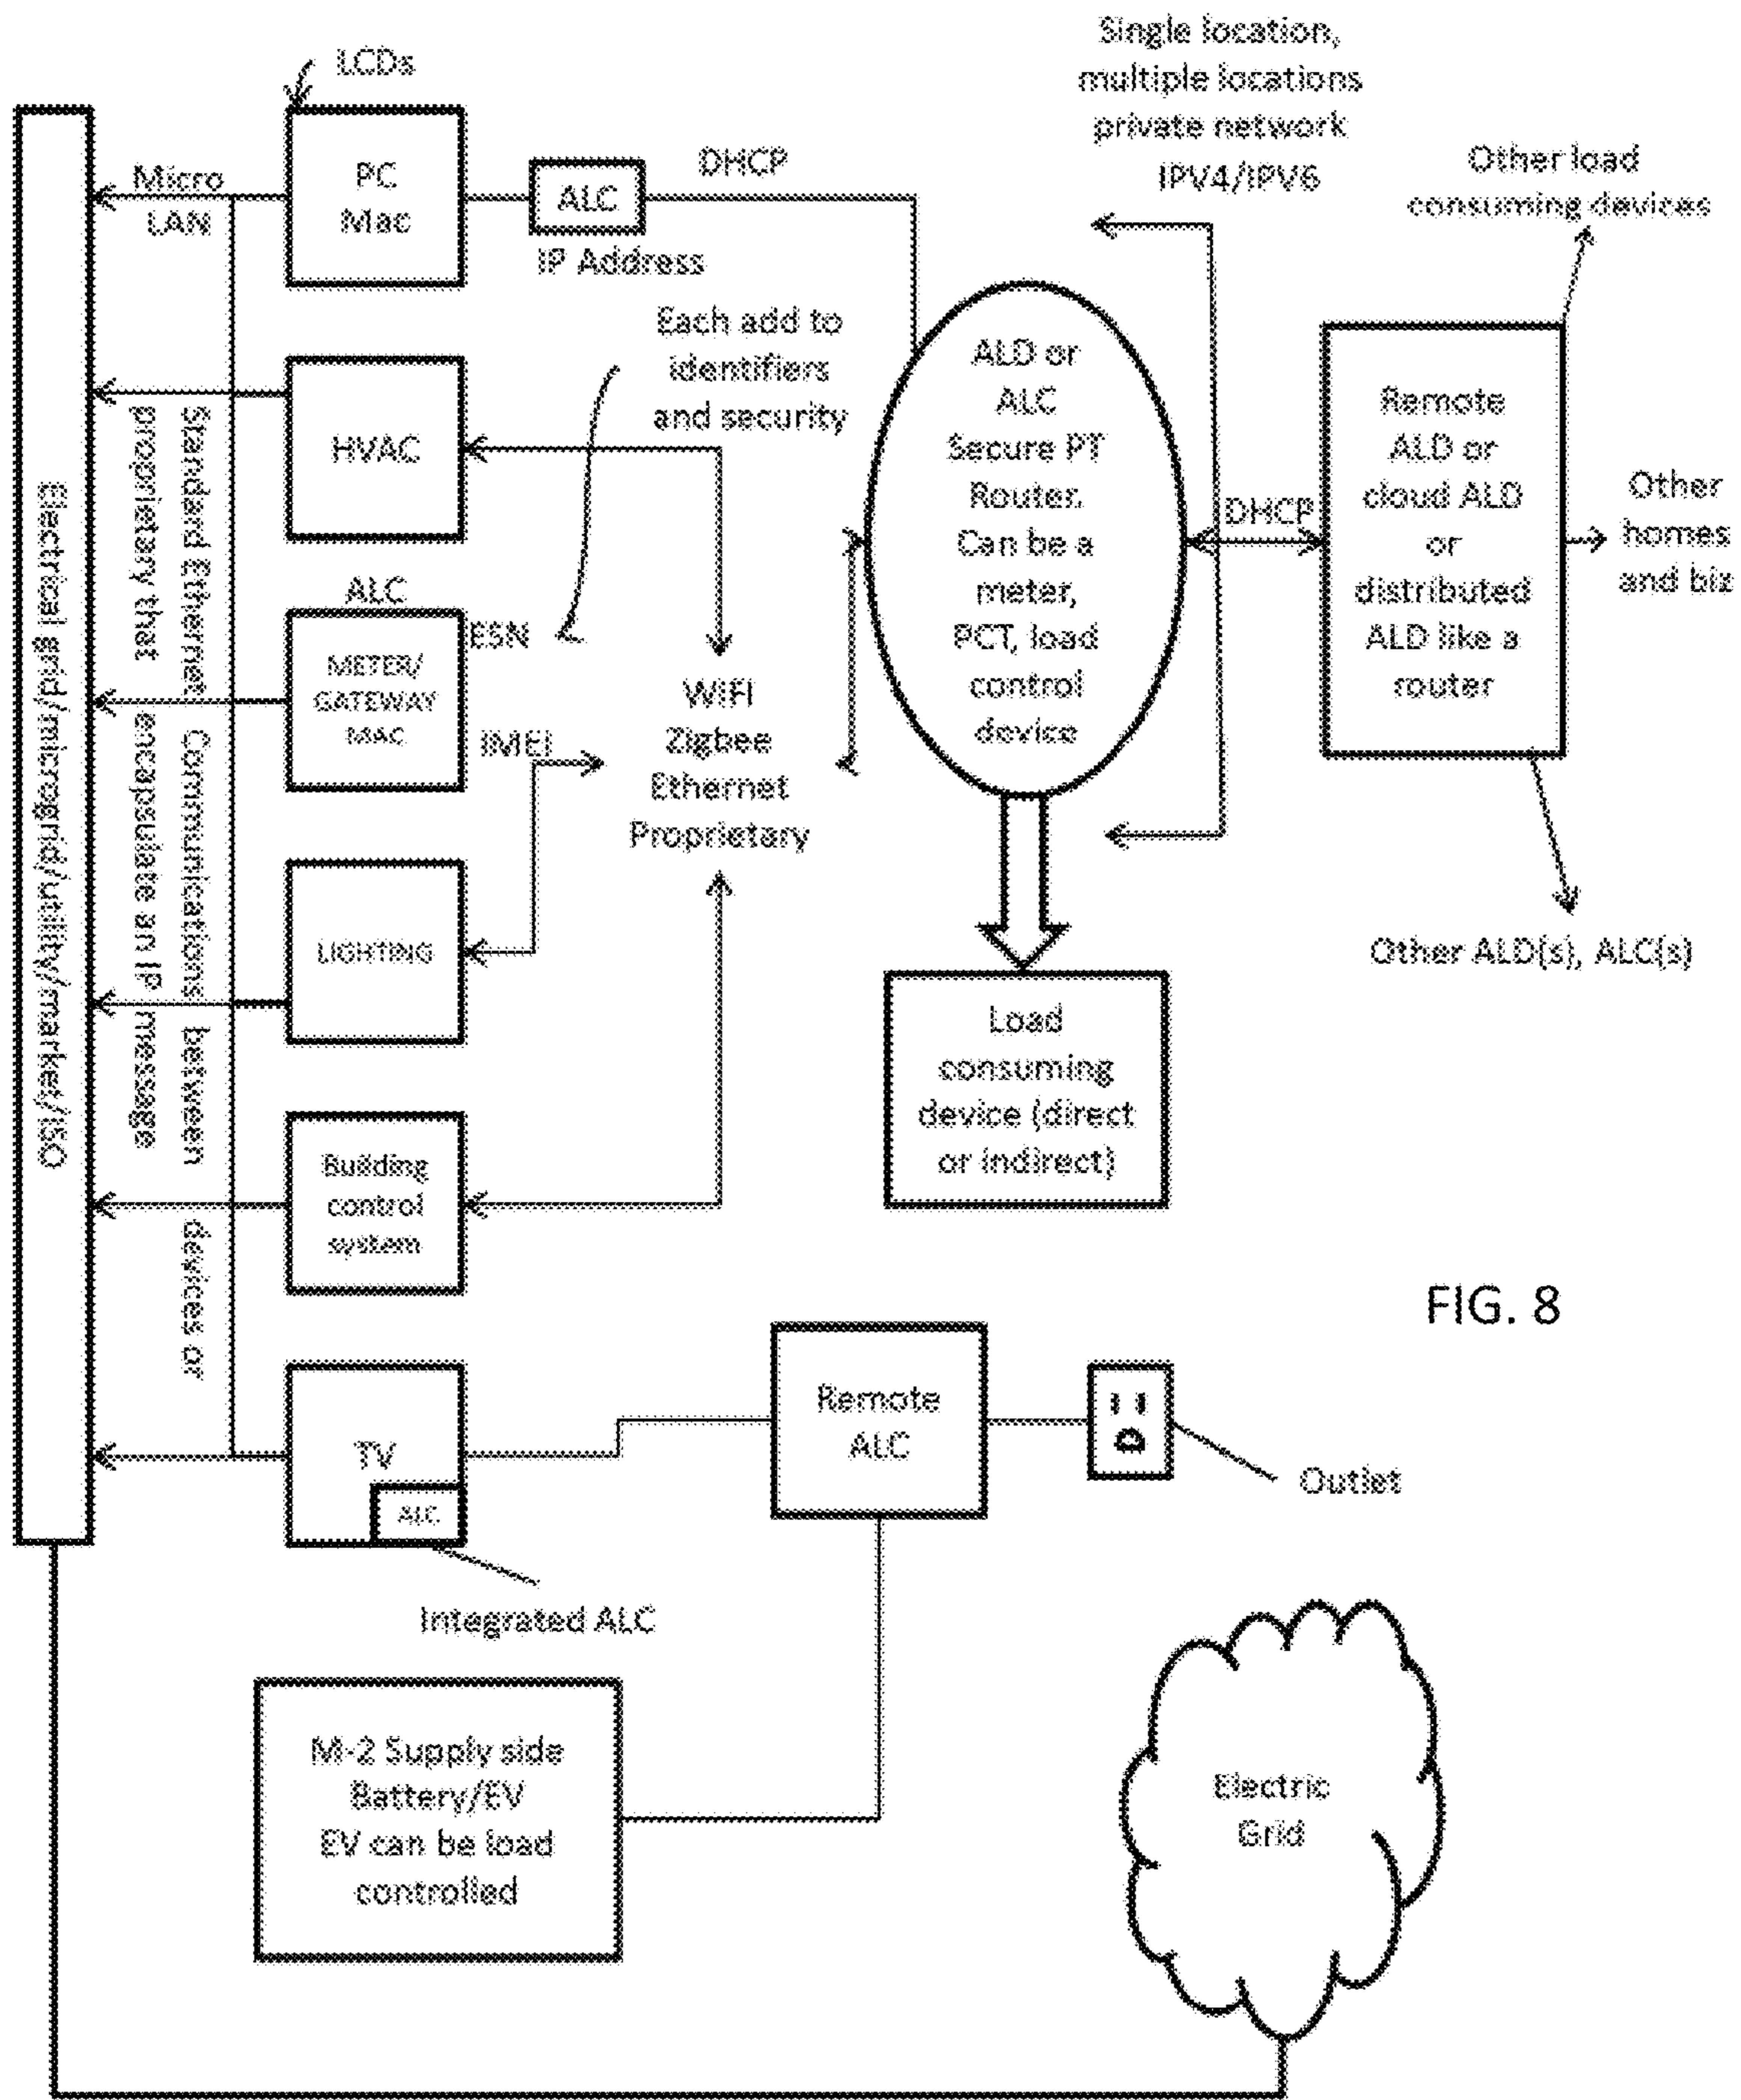 Single location,
multiple locations
private network
IPV4/IPV6
LCDs
Micro
LAN
PC
Mac
ALC
IP Address
DHCP
Other load
consuming devices
Each add to
identifiers
and security
HVAC
ALD or
ALC
Secure PT
Router.
Can be a
meter,
PCT, load
control
device
DHCP
Remote
ALD or
cloud ALD
or
distributed
ALD like a
router
Other
homes
and biz
Electrical grid/microgrid/utility/market/ISO
Standard Ethernet Communications between devices or
proprietary that encapsulate an IP message
ALC
METER/
GATEWAY
MAC
ESN
IMEI
WIFI
Zigbee
Ethernet
Proprietary
Other ALD(s), ALC(s)
LIGHTING
Load
consuming
device (direct
or indirect)
Building
control
system
FIG. 8
TV
ALC
Integrated ALC
Remote
ALC
Outlet
M-2 Supply side
Battery/EV
EV can be load
controlled
Electric
Grid